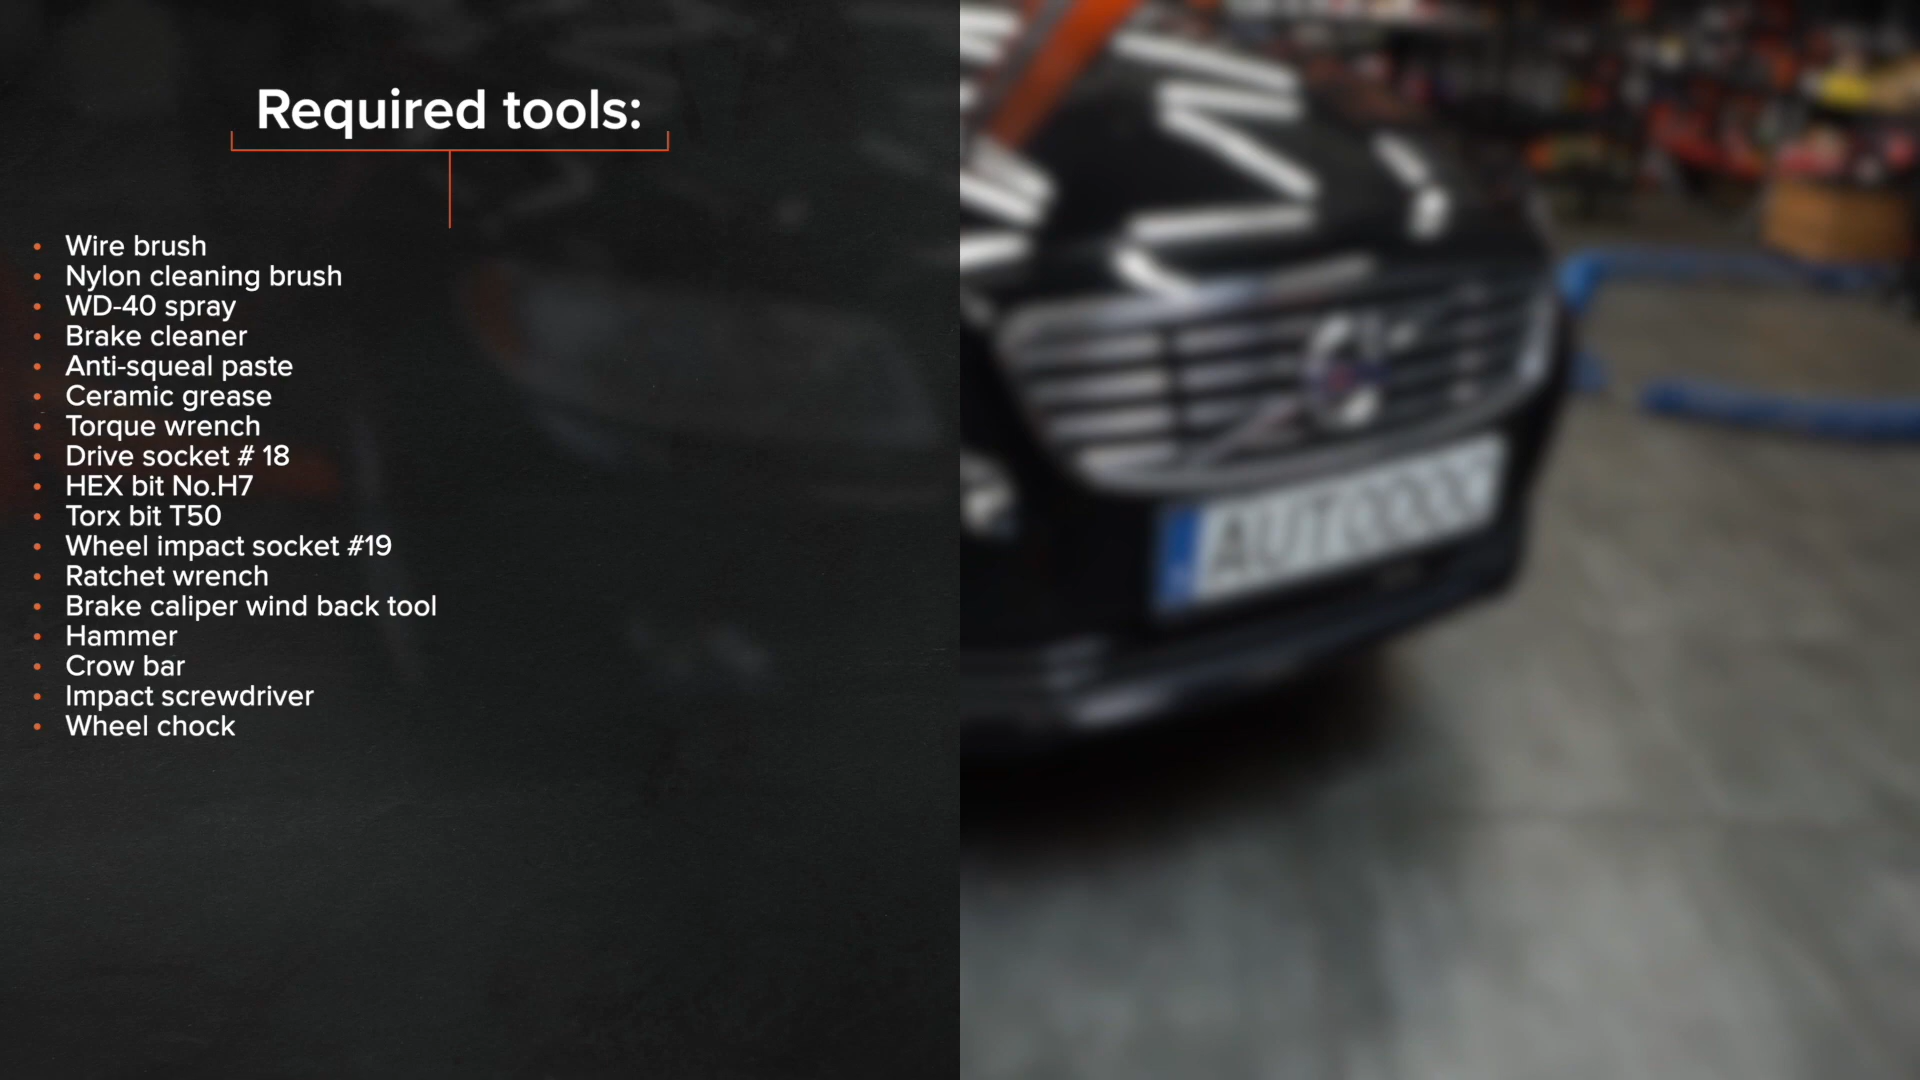 Required tools:
• Wire brush
• Nylon cleaning brush
• WD-40 spray
• Brake cleaner
• Anti-squeal paste
• Ceramic grease
• Torque wrench
• Drive socket # 18
• HEX bit No.H7
• Torx bit T50
• Wheel impact socket #19
• Ratchet wrench
• Brake caliper wind back tool
• Hammer
• Crow bar
• Impact screwdriver
• Wheel chock